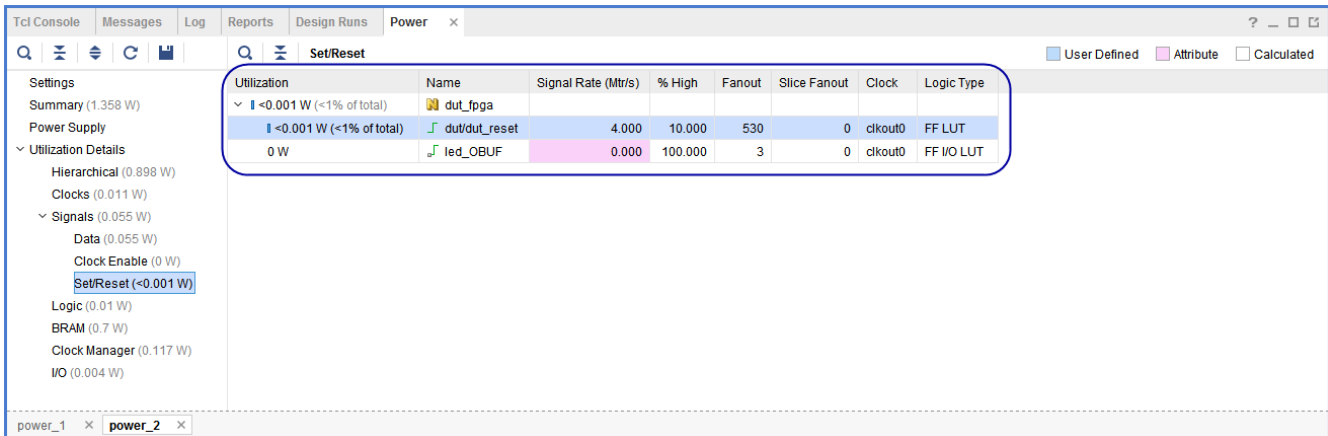 Tcl Console Messages Log Reports Design Runs Power × ?
Set/Reset User Defined Attribute Calculated
Settings
Summary (1.358 W)
Power Supply
Utilization Details
Hierarchical (0.898 W)
Clocks (0.011 W)
Signals (0.055 W)
Data (0.055 W)
Clock Enable (0 W)
Set/Reset (<0.001 W)
Logic (0.01 W)
BRAM (0.7 W)
Clock Manager (0.117 W)
I/O (0.004 W)
Utilization Name Signal Rate (Mtr/s) % High Fanout Slice Fanout Clock Logic Type
<0.001 W (<1% of total) dut_fpga
<0.001 W (<1% of total) dut/dut_reset 4.000 10.000 530 0 clkout0 FF LUT
0 W led_OBUF 0.000 100.000 3 0 clkout0 FF I/O LUT
power_1 × power_2 ×